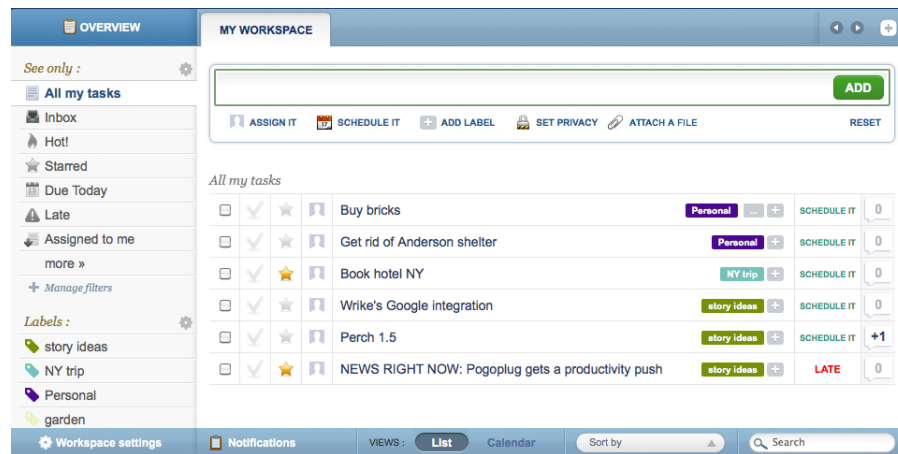 OVERVIEW
MY WORKSPACE
See only :
All my tasks
Inbox
Hot!
Starred
Due Today
Late
Assigned to me
more »
Manage filters
Labels :
story ideas
NY trip
Personal
garden
Workspace settings
ADD
ASSIGN IT SCHEDULE IT ADD LABEL SET PRIVACY ATTACH A FILE RESET
All my tasks
Buy bricks Personal ... + SCHEDULE IT 0
Get rid of Anderson shelter Personal + SCHEDULE IT 0
Book hotel NY NY trip + SCHEDULE IT 0
Wrike's Google integration story ideas + SCHEDULE IT 0
Perch 1.5 story ideas + SCHEDULE IT +1
NEWS RIGHT NOW: Pogoplug gets a productivity push story ideas + LATE 0
Notifications VIEWS : List Calendar Sort by Search